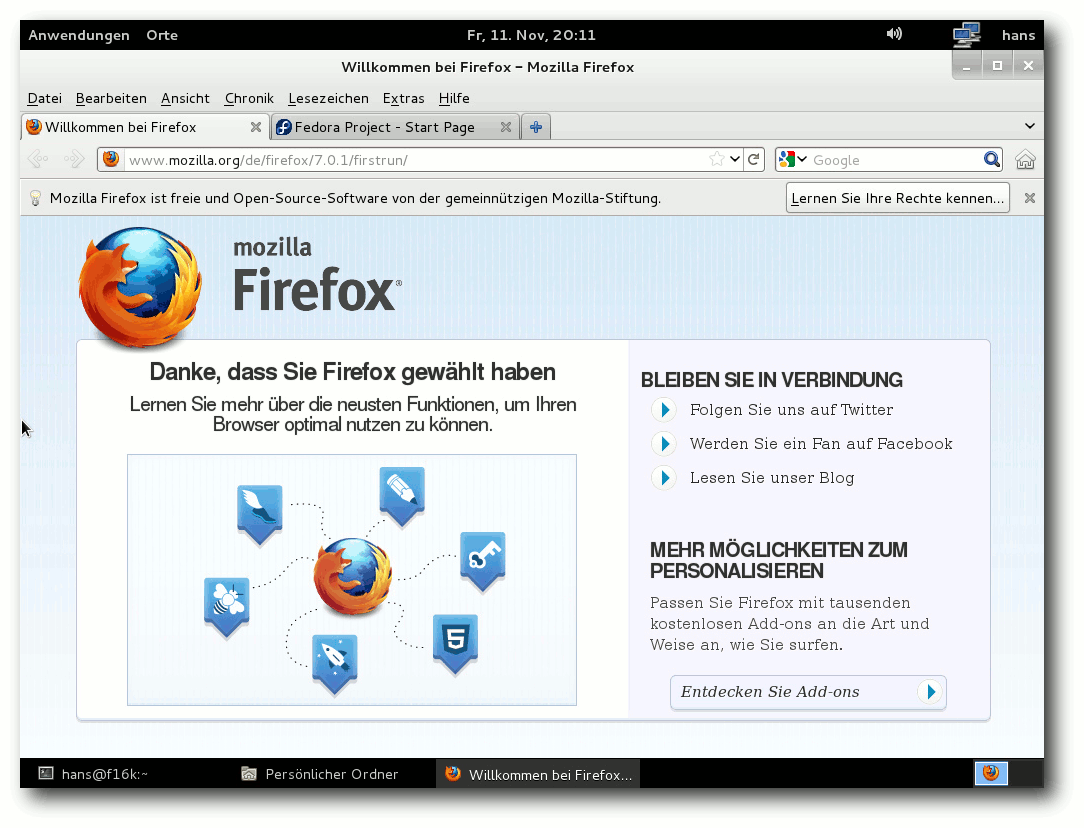 Anwendungen Orte Fr, 11. Nov, 20:11 hans
Willkommen bei Firefox – Mozilla Firefox
Datei Bearbeiten Ansicht Chronik Lesezeichen Extras Hilfe
Willkommen bei Firefox Fedora Project - Start Page
www.mozilla.org/de/firefox/7.0.1/firstrun/ Google
Mozilla Firefox ist freie und Open-Source-Software von der gemeinnützigen Mozilla-Stiftung. Lernen Sie Ihre Rechte kennen...
mozilla
Firefox®
Danke, dass Sie Firefox gewählt haben
Lernen Sie mehr über die neusten Funktionen, um Ihren
Browser optimal nutzen zu können.
5
BLEIBEN SIE IN VERBINDUNG
Folgen Sie uns auf Twitter
Werden Sie ein Fan auf Facebook
Lesen Sie unser Blog
MEHR MÖGLICHKEITEN ZUM
PERSONALISIEREN
Passen Sie Firefox mit tausenden
kostenlosen Add-ons an die Art und
Weise an, wie Sie surfen.
Entdecken Sie Add-ons
hans@f16k:~ Persönlicher Ordner Willkommen bei Firefox...